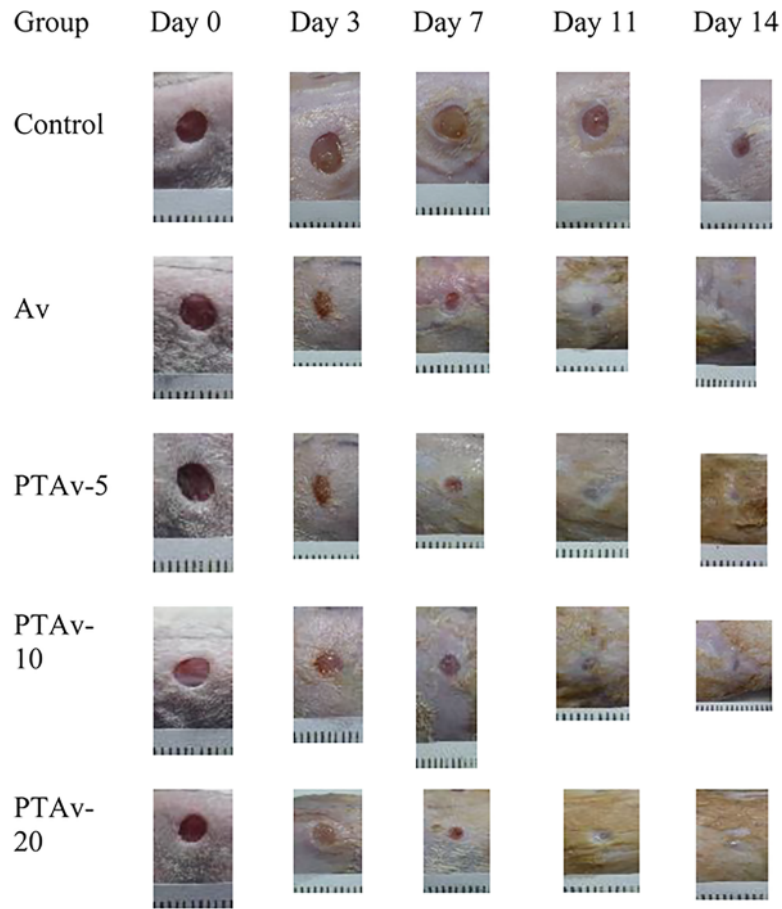 Group Day 0 Day 3 Day 7 Day 11 Day 14
Control
Av
PTAv-5
PTAv-
10
PTAv-
20